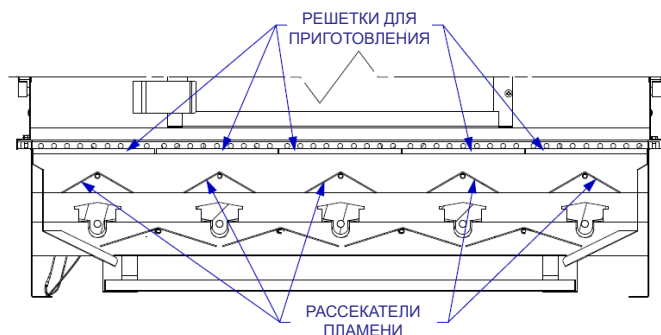 РЕШЕТКИ ДЛЯ
ПРИГОТОВЛЕНИЯ
РАССЕКАТЕЛИ
ПЛАМЕНИ